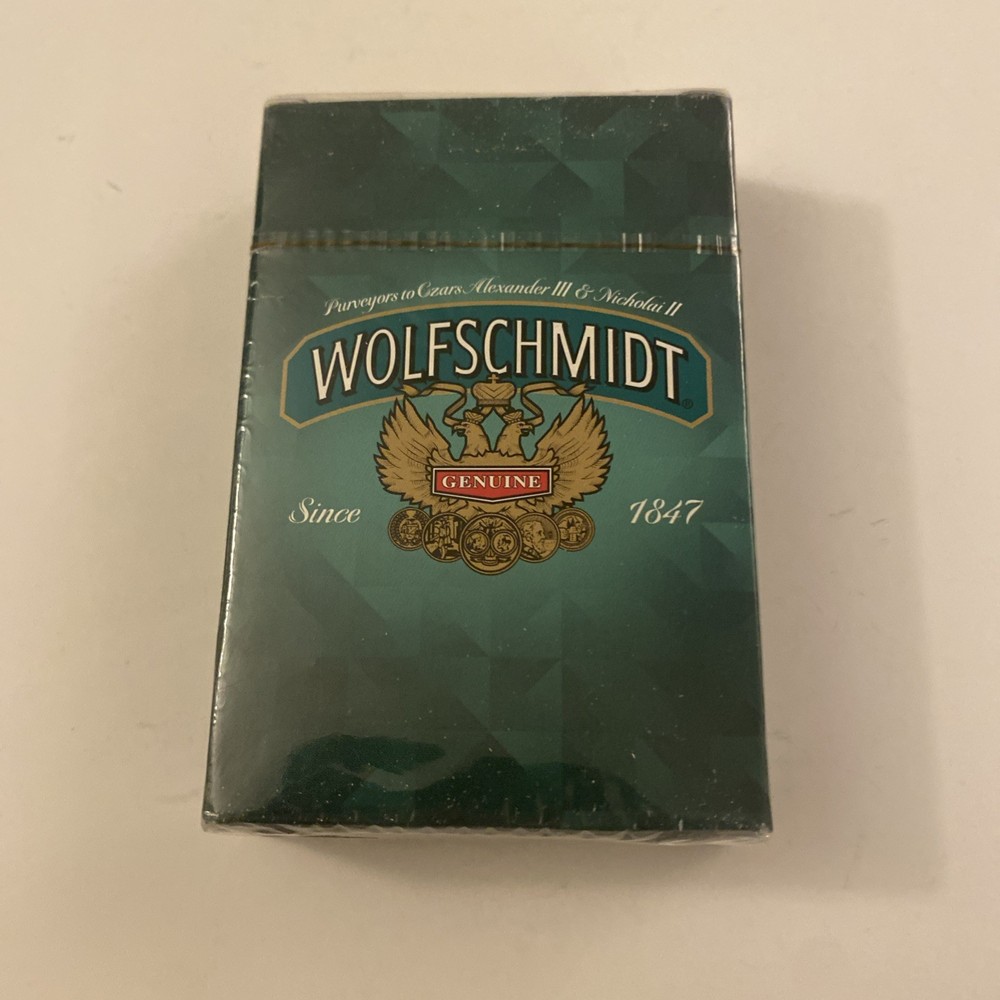 Purveyors to Czars Alexander III & Nicholai II
WOLFSCHMIDT®
GENUINE
Since 1847